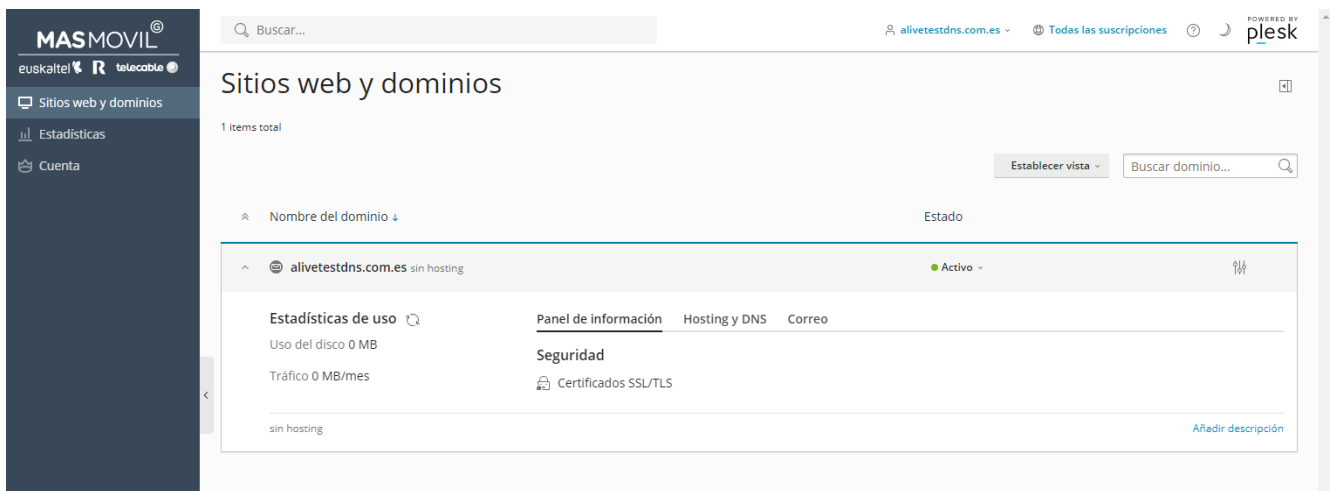 MASMOVIL G
euskaltel R telecable
Sitios web y dominios
Estadísticas
Cuenta
Buscar...
alivetestdns.com.es
Todas las suscripciones
POWERED BY
plesk
Sitios web y dominios
1 items total
Establecer vista
Buscar dominio...
Nombre del dominio
Estado
alivetestdns.com.es sin hosting
Activo
Estadísticas de uso
Uso del disco 0 MB
Tráfico 0 MB/mes
Panel de información Hosting y DNS Correo
Seguridad
Certificados SSL/TLS
sin hosting
Añadir descripción